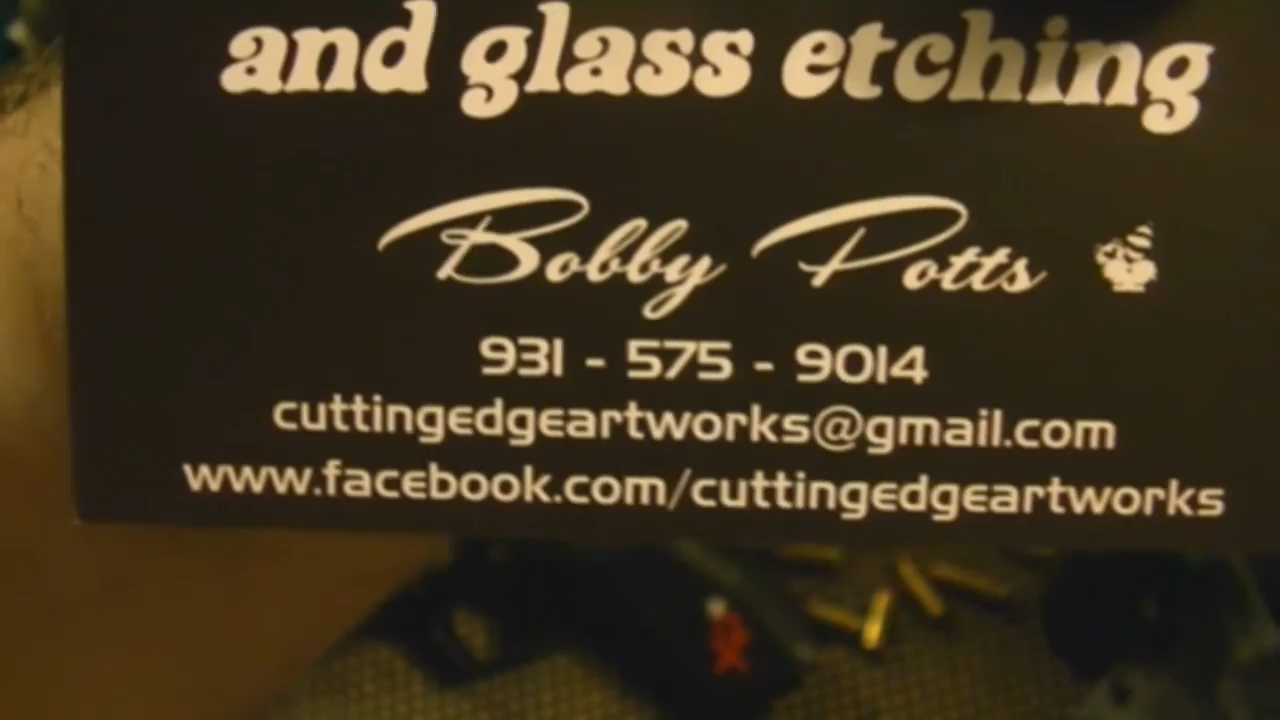 and glass etching
Bobby Potts
931 - 575 - 9014
cuttingedgeartworks@gmail.com
www.facebook.com/cuttingedgeartworks